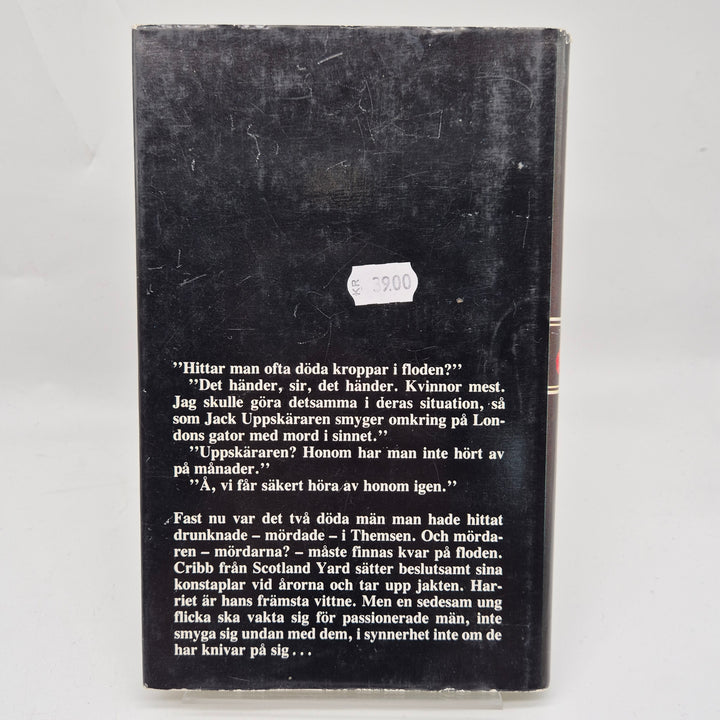 KR 39.00
”Hittar man ofta döda kroppar i floden?”
”Det händer, sir, det händer. Kvinnor mest.
Jag skulle göra detsamma i deras situation, så
som Jack Uppskäraren smyger omkring på Lon-
dons gator med mord i sinnet.”
”Uppskäraren? Honom har man inte hört av
på månader.”
”Å, vi får säkert höra av honom igen.”
Fast nu var det två döda män man hade hittat
drunknade – mördade – i Themsen. Och mörda-
ren – mördarna? – måste finnas kvar på floden.
Cribb från Scotland Yard sätter beslutsamt sina
konstaplar vid årorna och tar upp jakten. Har-
riet är hans främsta vittne. Men en sedesam ung
flicka ska vakta sig för passionerade män, inte
smyga sig undan med dem, i synnerhet inte om de
har knivar på sig . . .